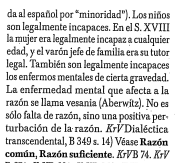 da al español por “minoridad”). Los niños
son legalmente incapaces. En el S. XVIII
la mujer era legalmente incapaz a cualquier
edad, y el varón jefe de familia era su tutor
legal. También son legalmente incapaces
los enfermos mentales de cierta gravedad.
La enfermedad mental que afecta a la
razón se llama vesania (Aberwitz). No es
sólo falta de razón, sino una positiva per-
turbación de la razón. KrV Dialéctica
transcendental, B 349 s. 14) Véase Razón
común, Razón suficiente. KrV B 74. KrV